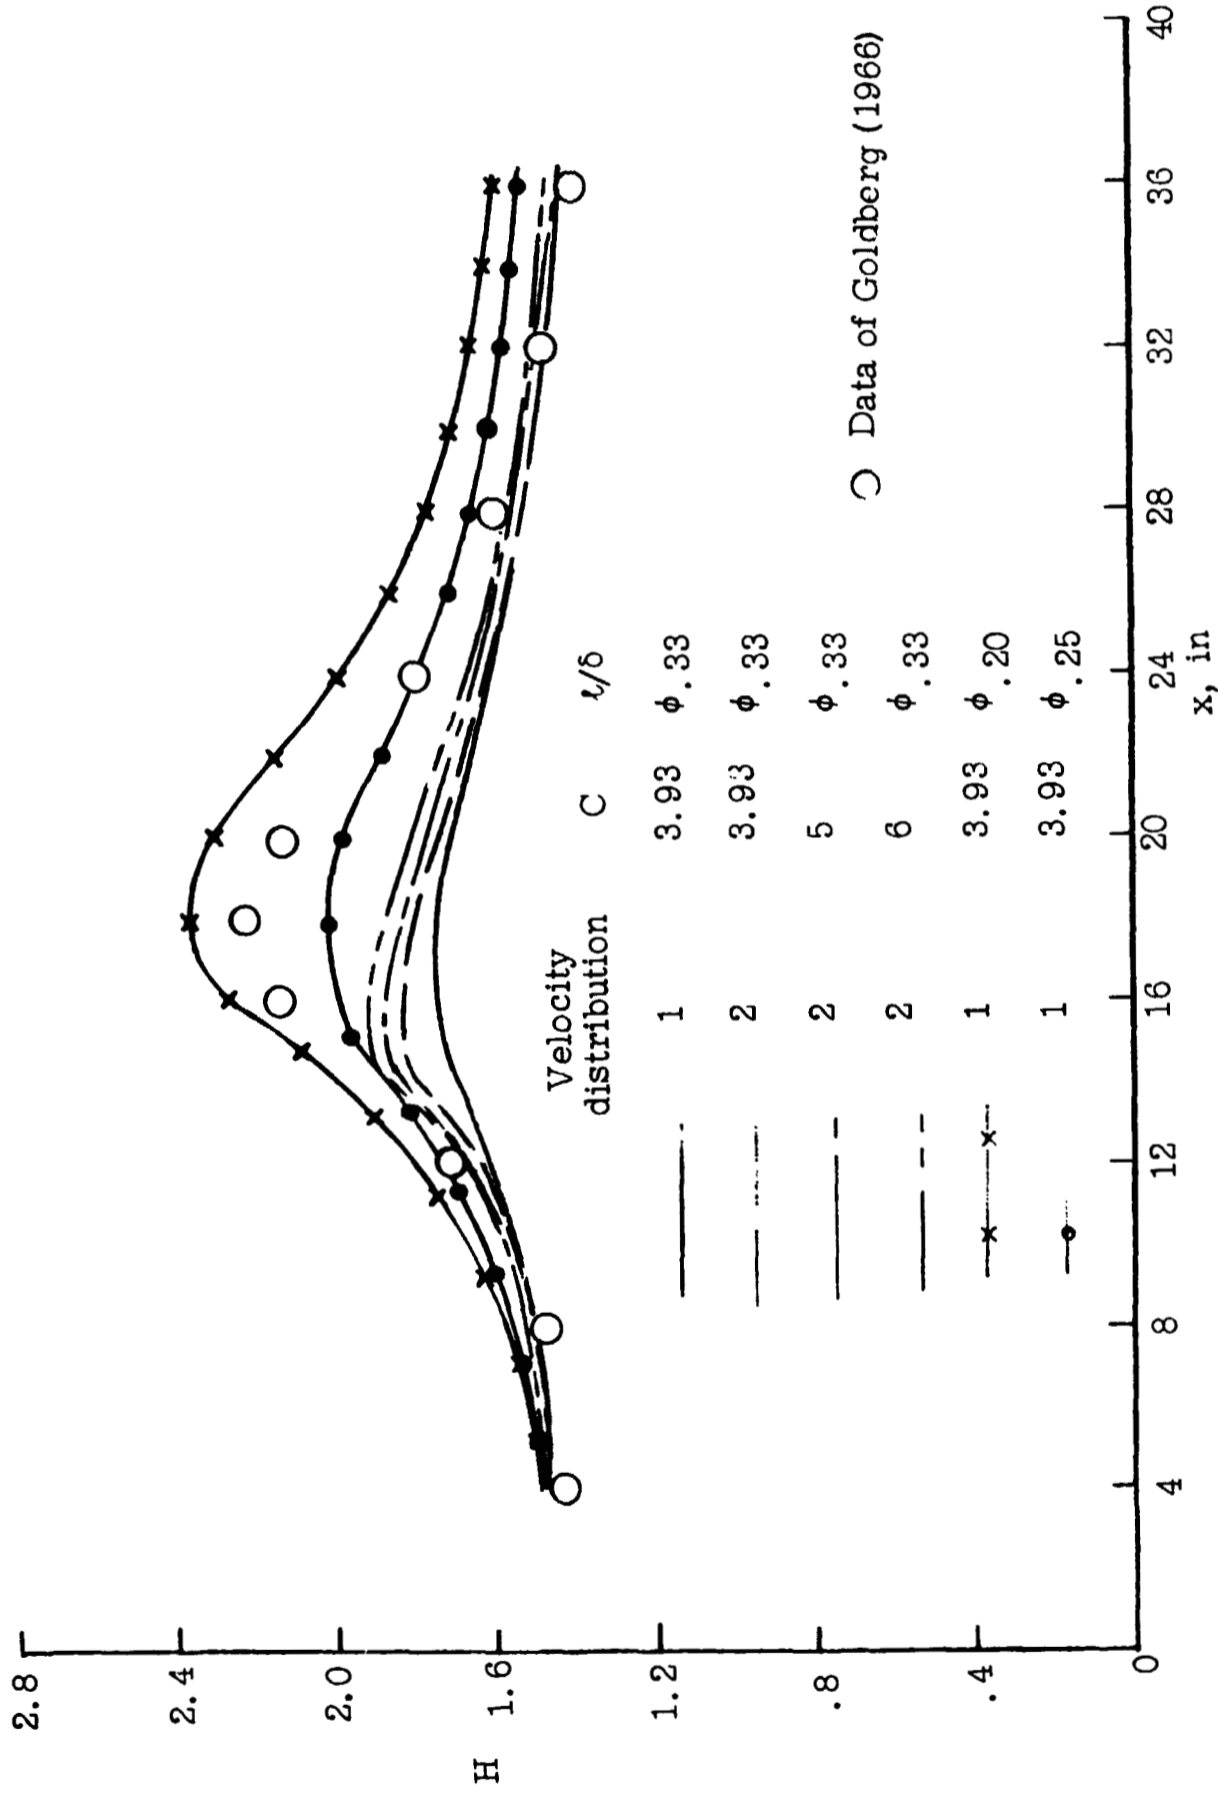 2.8
2.4
2.0
H 1.6
1.2
.8
.4
0
4 8 12 16 20 24 28 32 36 40
x, in
Velocity
distribution C ℓ/δ
1 3.93 ϕ.33
2 3.93 ϕ.33
2 5 ϕ.33
2 6 ϕ.33
1 3.93 ϕ.20
1 3.93 ϕ.25
Data of Goldberg (1966)